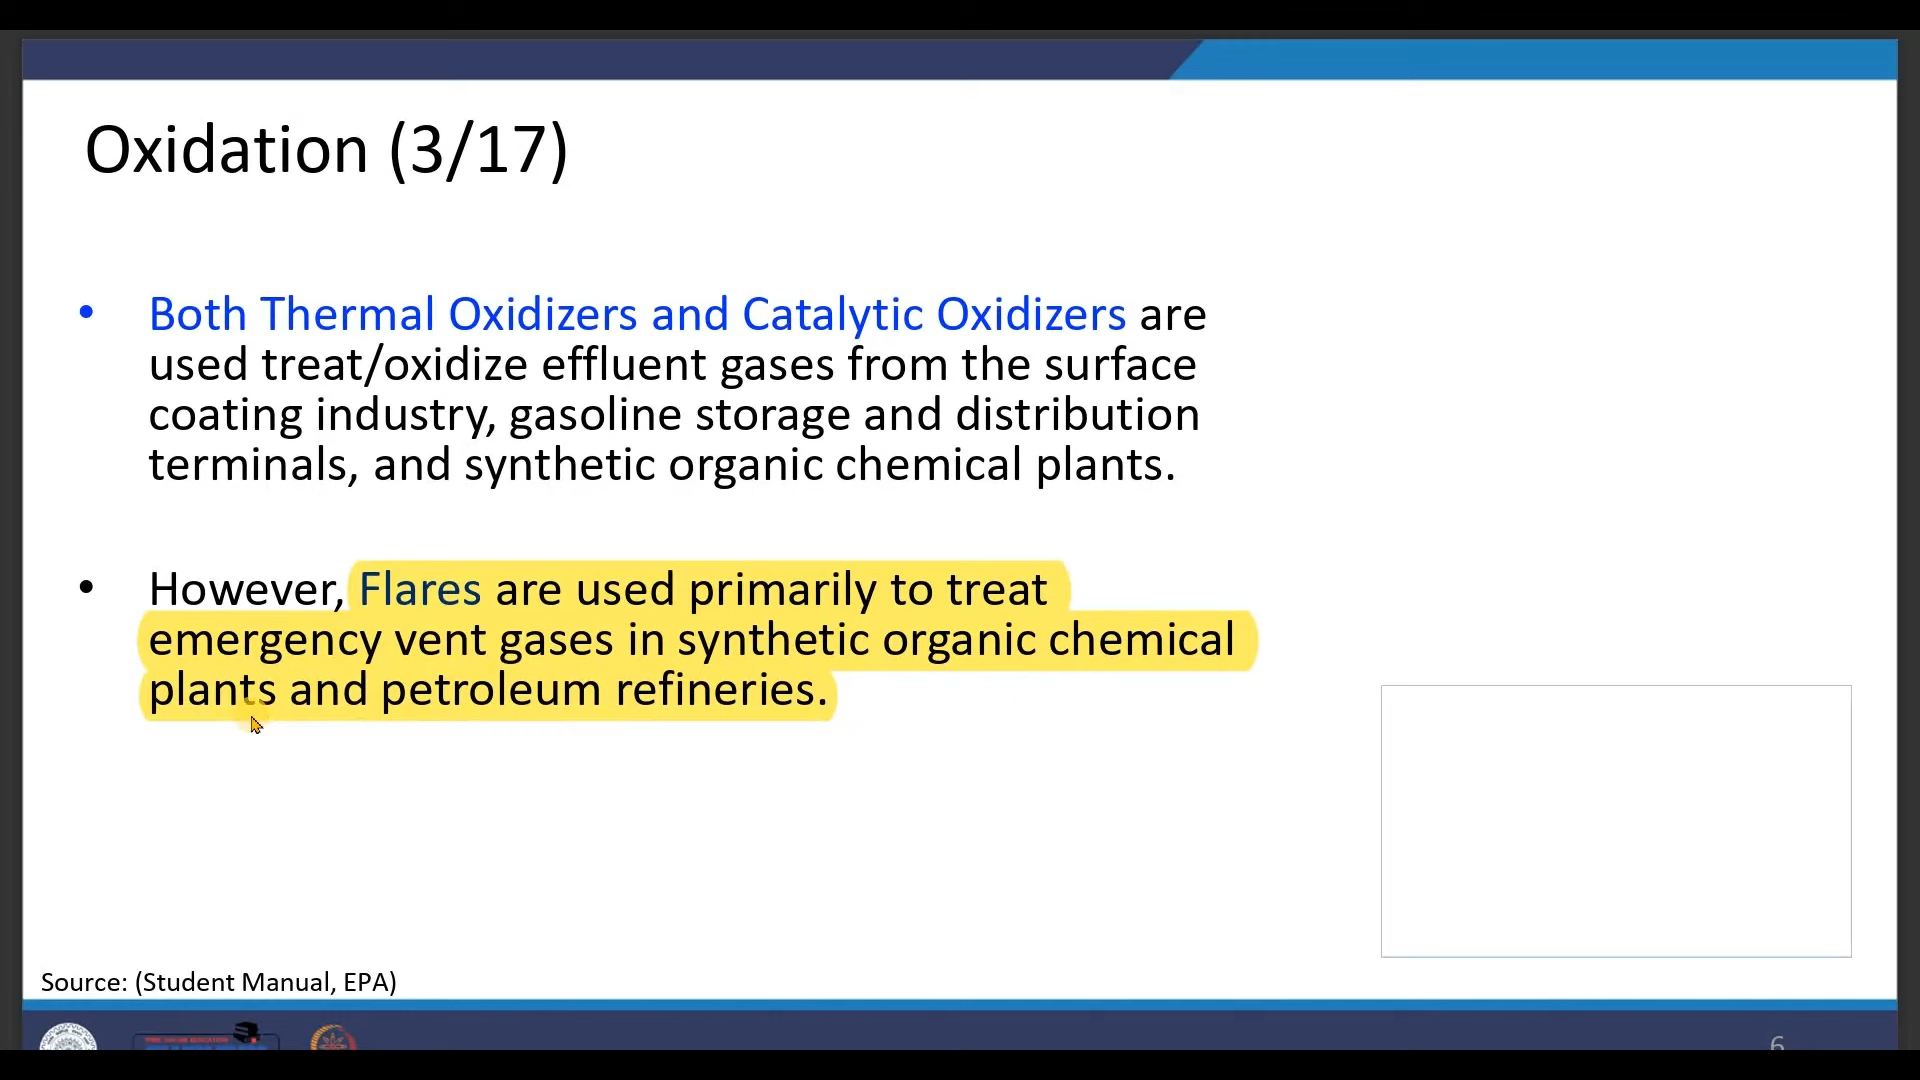 Oxidation (3/17)
• Both Thermal Oxidizers and Catalytic Oxidizers are
used treat/oxidize effluent gases from the surface
coating industry, gasoline storage and distribution
terminals, and synthetic organic chemical plants.
• However, Flares are used primarily to treat
emergency vent gases in synthetic organic chemical
plants and petroleum refineries.
Source: (Student Manual, EPA)
6